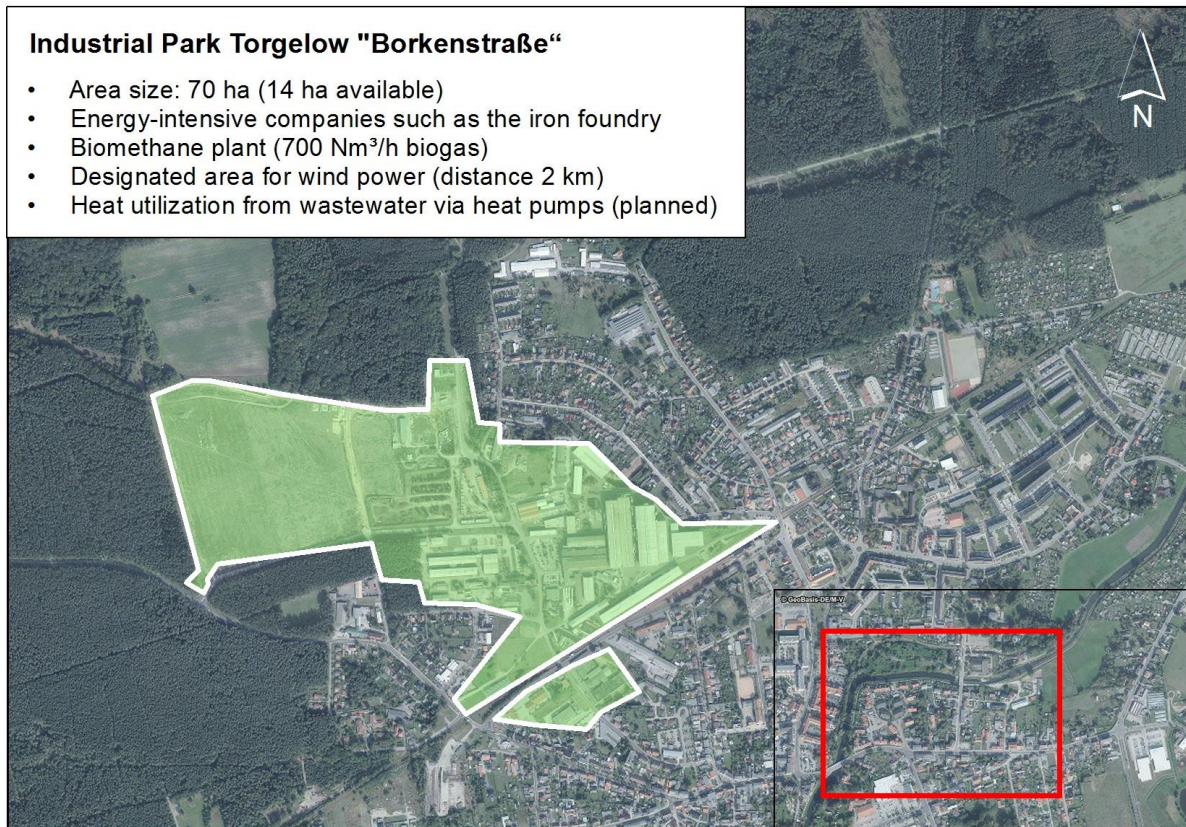 Industrial Park Torgelow "Borkenstraße“
• Area size: 70 ha (14 ha available)
• Energy-intensive companies such as the iron foundry
• Biomethane plant (700 Nm³/h biogas)
• Designated area for wind power (distance 2 km)
• Heat utilization from wastewater via heat pumps (planned)
N
© GeoBasis-DE/M-V